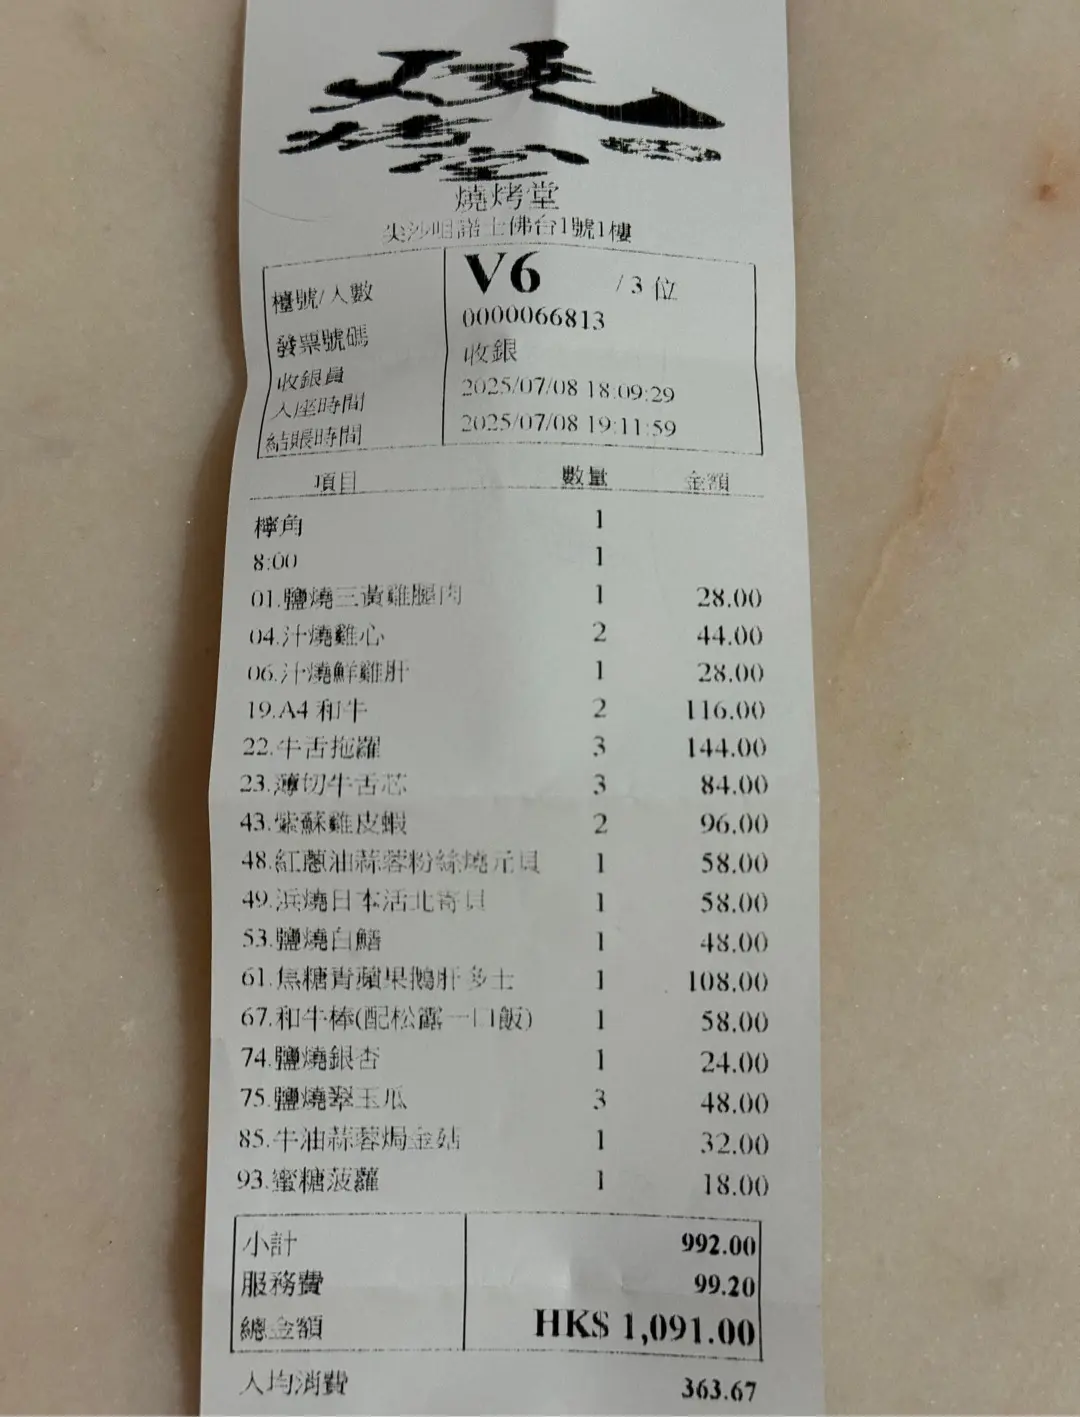 燒烤堂
尖沙咀諾士佛台1號1樓
檯號/人數 V6 /3 位
發票號碼 0000066813
收銀員 收銀
入座時間 2025/07/08 18:09:29
結賬時間 2025/07/08 19:11:59
項目 數量 金額
檸角 1
8:00 1
01.鹽燒三黃雞腿肉 1 28.00
04.汁燒雞心 2 44.00
06.汁燒鮮雞肝 1 28.00
19.A4 和牛 2 116.00
22.牛舌拖羅 3 144.00
23.薄切牛舌芯 3 84.00
43.紫蘇雞皮蝦 2 96.00
48.紅蔥油蒜蓉粉絲燒元貝 1 58.00
49.浜燒日本活北寄貝 1 58.00
53.鹽燒白鱔 1 48.00
61.焦糖青蘋果鵝肝多士 1 108.00
67.和牛棒(配松露一口飯) 1 58.00
74.鹽燒銀杏 1 24.00
75.鹽燒翠玉瓜 3 48.00
85.牛油蒜蓉焗金菇 1 32.00
93.蜜糖菠蘿 1 18.00
小計 992.00
服務費 99.20
總金額 HK$ 1,091.00
人均消費 363.67